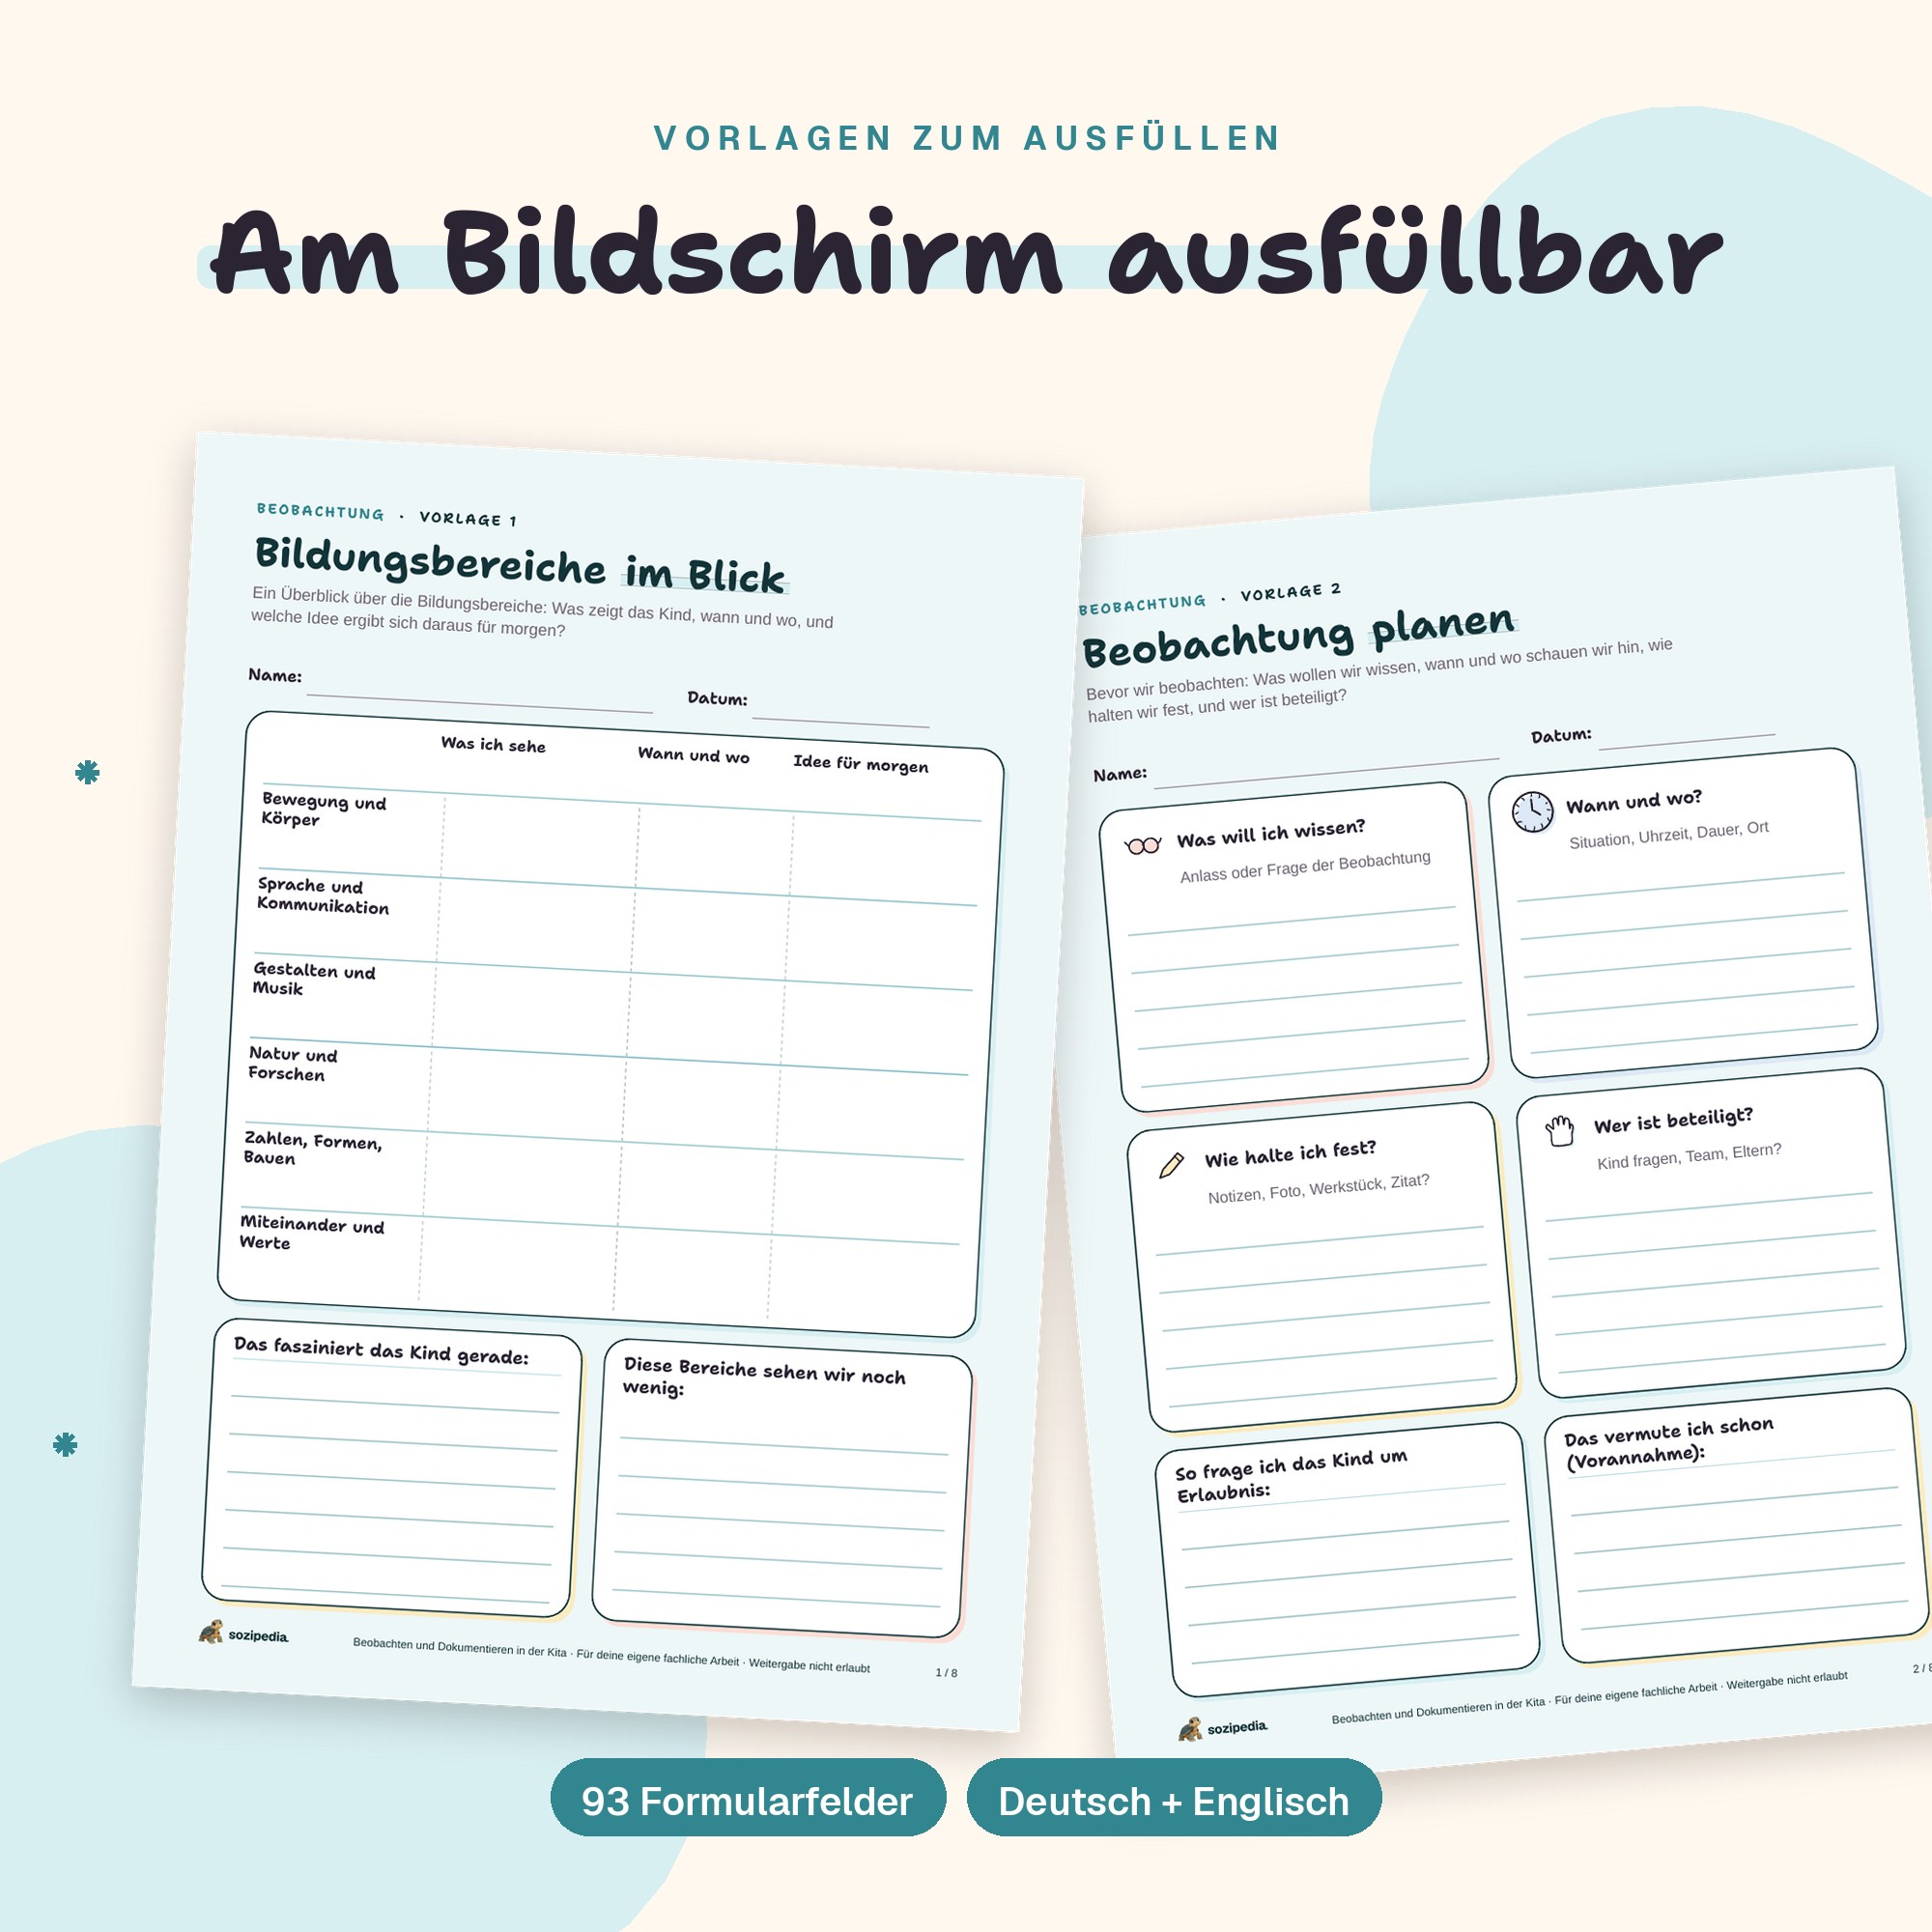 VORLAGEN ZUM AUSFÜLLEN
Am Bildschirm ausfüllbar
BEOBACHTUNG · VORLAGE 1
Bildungsbereiche im Blick
Ein Überblick über die Bildungsbereiche: Was zeigt das Kind, wann und wo, und
welche Idee ergibt sich daraus für morgen?
Name:
Datum:
Was ich sehe
Wann und wo
Idee für morgen
Bewegung und
Körper
Sprache und
Kommunikation
Gestalten und
Musik
Natur und
Forschen
Zahlen, Formen,
Bauen
Miteinander und
Werte
Das fasziniert das Kind gerade:
Diese Bereiche sehen wir noch
wenig:
sozipedia.
Beobachten und Dokumentieren in der Kita · Für deine eigene fachliche Arbeit · Weitergabe nicht erlaubt
1 / 8
BEOBACHTUNG · VORLAGE 2
Beobachtung planen
Bevor wir beobachten: Was wollen wir wissen, wann und wo schauen wir hin, wie
halten wir fest, und wer ist beteiligt?
Name:
Datum:
Was will ich wissen?
Anlass oder Frage der Beobachtung
Wann und wo?
Situation, Uhrzeit, Dauer, Ort
Wie halte ich fest?
Notizen, Foto, Werkstück, Zitat?
Wer ist beteiligt?
Kind fragen, Team, Eltern?
So frage ich das Kind um
Erlaubnis:
Das vermute ich schon
(Vorannahme):
sozipedia.
Beobachten und Dokumentieren in der Kita · Für deine eigene fachliche Arbeit · Weitergabe nicht erlaubt
2 / 8
93 Formularfelder
Deutsch + Englisch